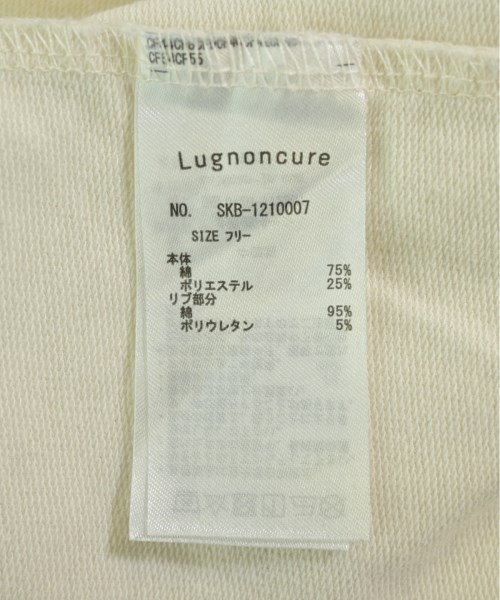 Lugnoncure
NO. SKB-1210007
SIZE フリー
本体
綿 75%
ポリエステル 25%
リブ部分
綿 95%
ポリウレタン 5%